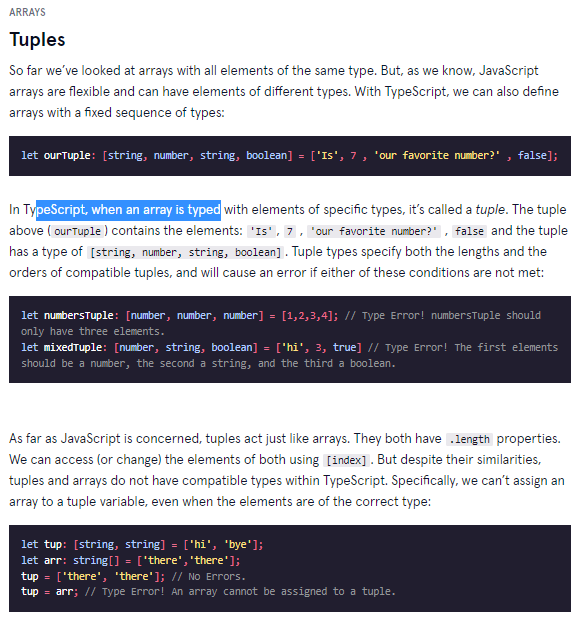 ARRAYS
Tuples
So far we’ve looked at arrays with all elements of the same type. But, as we know, JavaScript
arrays are flexible and can have elements of different types. With TypeScript, we can also define
arrays with a fixed sequence of types:
let ourTuple: [string, number, string, boolean] = ['Is', 7 , 'our favorite number?' , false];
In TypeScript, when an array is typed with elements of specific types, it’s called a tuple. The tuple
above ( ourTuple ) contains the elements: 'Is' , 7 , 'our favorite number?' , false and the tuple
has a type of [string, number, string, boolean] . Tuple types specify both the lengths and the
orders of compatible tuples, and will cause an error if either of these conditions are not met:
let numbersTuple: [number, number, number] = [1,2,3,4]; // Type Error! numbersTuple should
only have three elements.
let mixedTuple: [number, string, boolean] = ['hi', 3, true] // Type Error! The first elements
should be a number, the second a string, and the third a boolean.
As far as JavaScript is concerned, tuples act just like arrays. They both have .length properties.
We can access (or change) the elements of both using [index] . But despite their similarities,
tuples and arrays do not have compatible types within TypeScript. Specifically, we can’t assign an
array to a tuple variable, even when the elements are of the correct type:
let tup: [string, string] = ['hi', 'bye'];
let arr: string[] = ['there','there'];
tup = ['there', 'there']; // No Errors.
tup = arr; // Type Error! An array cannot be assigned to a tuple.